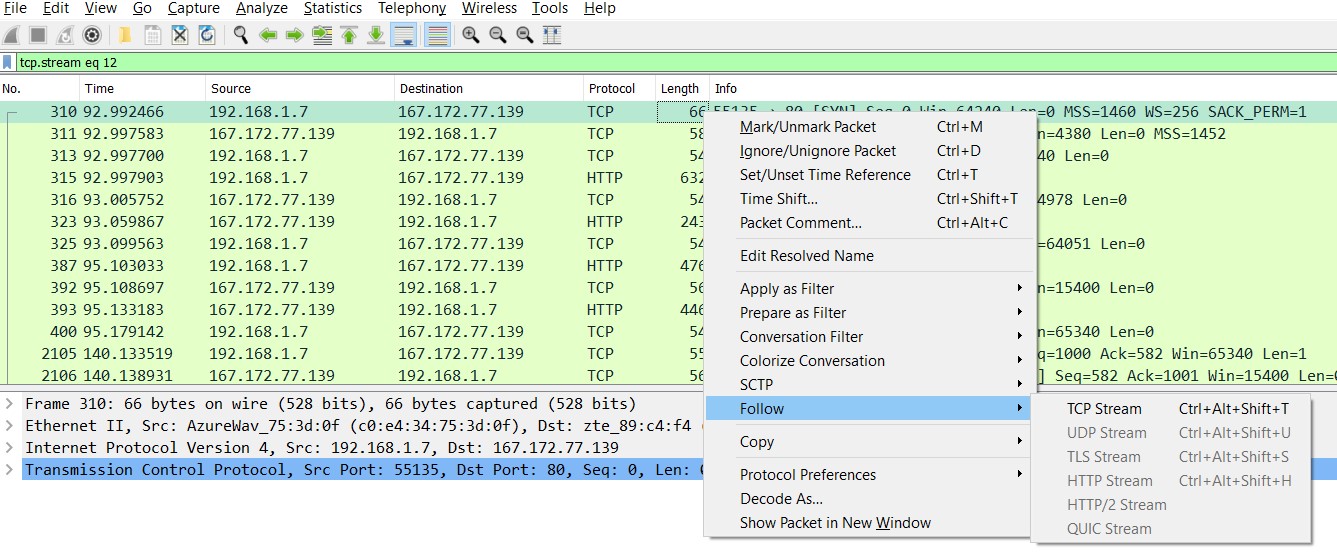 File Edit View Go Capture Analyze Statistics Telephony Wireless Tools Help
tcp.stream eq 12
No. Time Source Destination Protocol Length Info
310 92.992466 192.168.1.7 167.172.77.139 TCP 66 55135 → 80 [SYN] Seq=0 Win=64240 Len=0 MSS=1460 WS=256 SACK_PERM=1
311 92.997583 167.172.77.139 192.168.1.7 TCP 58 n=4380 Len=0 MSS=1452
313 92.997700 192.168.1.7 167.172.77.139 TCP 54 40 Len=0
315 92.997903 192.168.1.7 167.172.77.139 HTTP 632
316 93.005752 167.172.77.139 192.168.1.7 TCP 54 4978 Len=0
323 93.059867 167.172.77.139 192.168.1.7 HTTP 243
325 93.099563 192.168.1.7 167.172.77.139 TCP 54 =64051 Len=0
387 95.103033 192.168.1.7 167.172.77.139 HTTP 476
392 95.108697 167.172.77.139 192.168.1.7 TCP 56 n=15400 Len=0
393 95.133183 167.172.77.139 192.168.1.7 HTTP 446
400 95.179142 192.168.1.7 167.172.77.139 TCP 54 n=65340 Len=0
2105 140.133519 192.168.1.7 167.172.77.139 TCP 55 q=1000 Ack=582 Win=65340 Len=1
2106 140.138931 167.172.77.139 192.168.1.7 TCP 56 ] Seq=582 Ack=1001 Win=15400 Len=0
Mark/Unmark Packet Ctrl+M
Ignore/Unignore Packet Ctrl+D
Set/Unset Time Reference Ctrl+T
Time Shift... Ctrl+Shift+T
Packet Comment... Ctrl+Alt+C
Edit Resolved Name
Apply as Filter
Prepare as Filter
Conversation Filter
Colorize Conversation
SCTP
Follow
Copy
Protocol Preferences
Decode As...
Show Packet in New Window
TCP Stream Ctrl+Alt+Shift+T
UDP Stream Ctrl+Alt+Shift+U
TLS Stream Ctrl+Alt+Shift+S
HTTP Stream Ctrl+Alt+Shift+H
HTTP/2 Stream
QUIC Stream
Frame 310: 66 bytes on wire (528 bits), 66 bytes captured (528 bits)
Ethernet II, Src: AzureWav_75:3d:0f (c0:e4:34:75:3d:0f), Dst: zte_89:c4:f4 (
Internet Protocol Version 4, Src: 192.168.1.7, Dst: 167.172.77.139
Transmission Control Protocol, Src Port: 55135, Dst Port: 80, Seq: 0, Len: